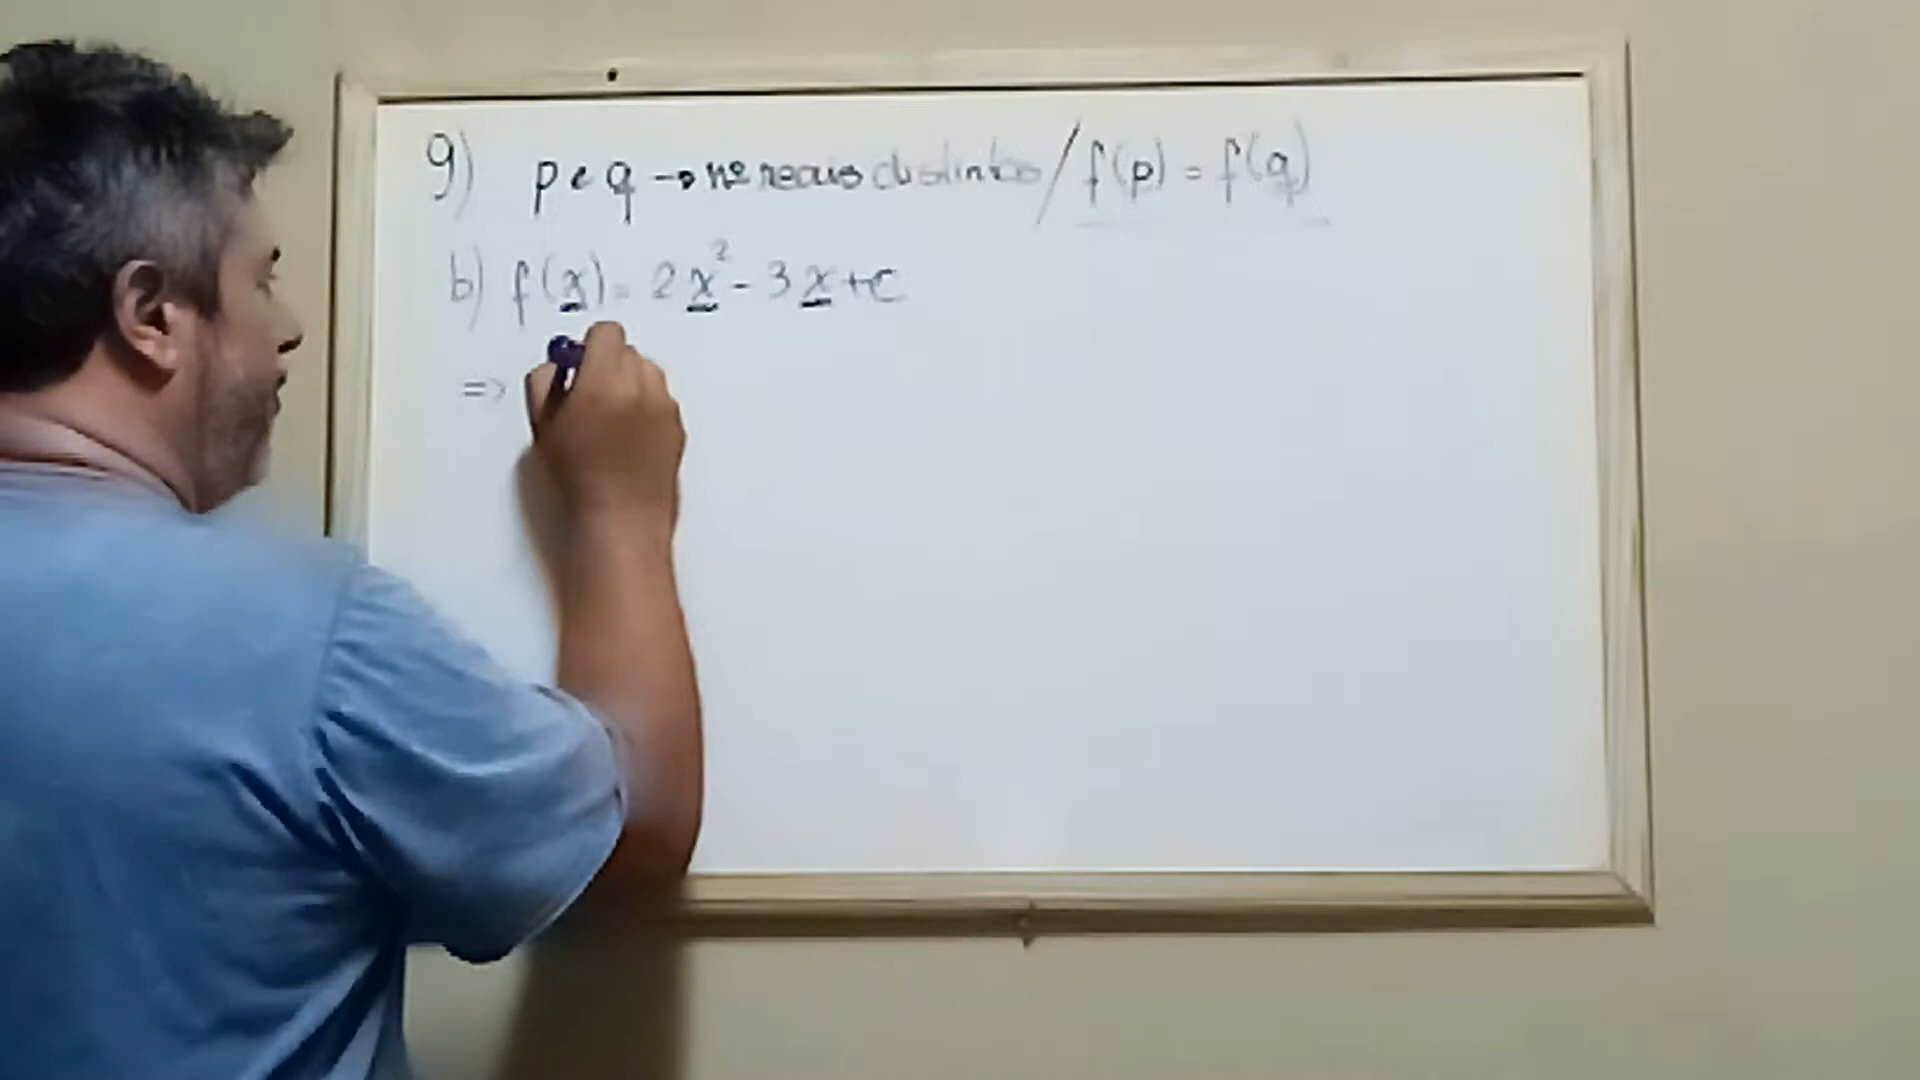 9) p e q → nº reais distintos / f(p) = f(q)
b) f(x) = 2x² - 3x + c
=>